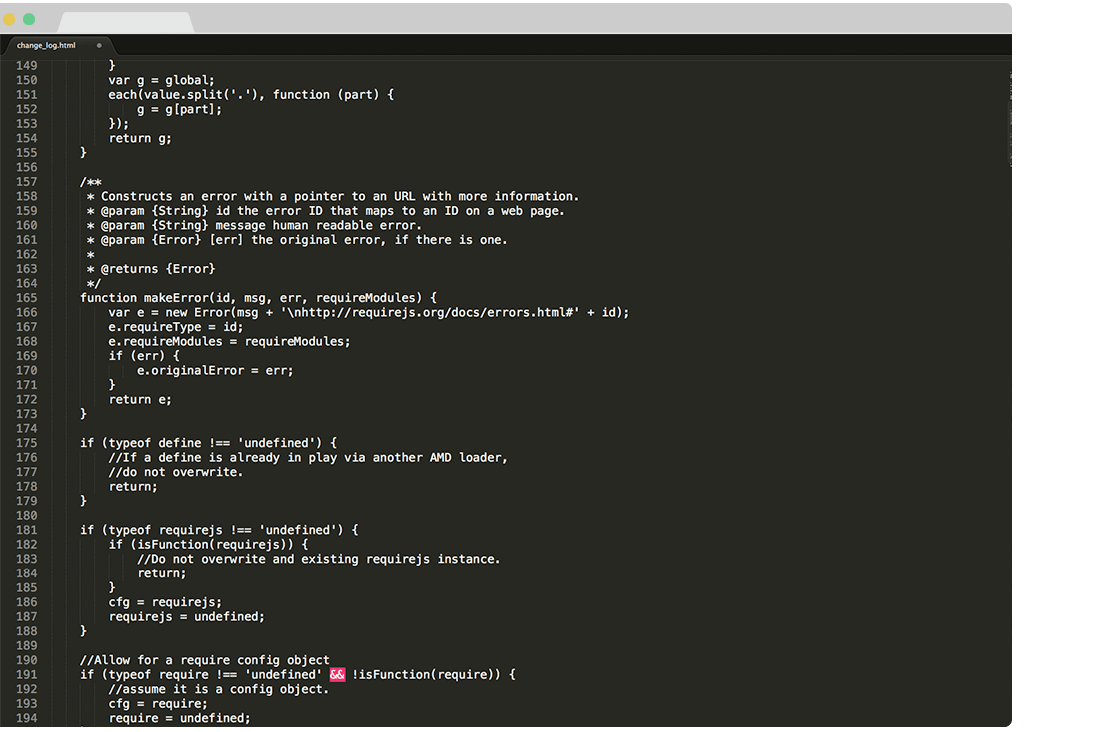 change_log.html
149 }
150 var g = global;
151 each(value.split('.'), function (part) {
152 g = g[part];
153 });
154 return g;
155 }
156
157 /**
158 * Constructs an error with a pointer to an URL with more information.
159 * @param {String} id the error ID that maps to an ID on a web page.
160 * @param {String} message human readable error.
161 * @param {Error} [err] the original error, if there is one.
162 *
163 * @returns {Error}
164 */
165 function makeError(id, msg, err, requireModules) {
166 var e = new Error(msg + '\nhttp://requirejs.org/docs/errors.html#' + id);
167 e.requireType = id;
168 e.requireModules = requireModules;
169 if (err) {
170 e.originalError = err;
171 }
172 return e;
173 }
174
175 if (typeof define !== 'undefined') {
176 //If a define is already in play via another AMD loader,
177 //do not overwrite.
178 return;
179 }
180
181 if (typeof requirejs !== 'undefined') {
182 if (isFunction(requirejs)) {
183 //Do not overwrite and existing requirejs instance.
184 return;
185 }
186 cfg = requirejs;
187 requirejs = undefined;
188 }
189
190 //Allow for a require config object
191 if (typeof require !== 'undefined' && !isFunction(require)) {
192 //assume it is a config object.
193 cfg = require;
194 require = undefined;